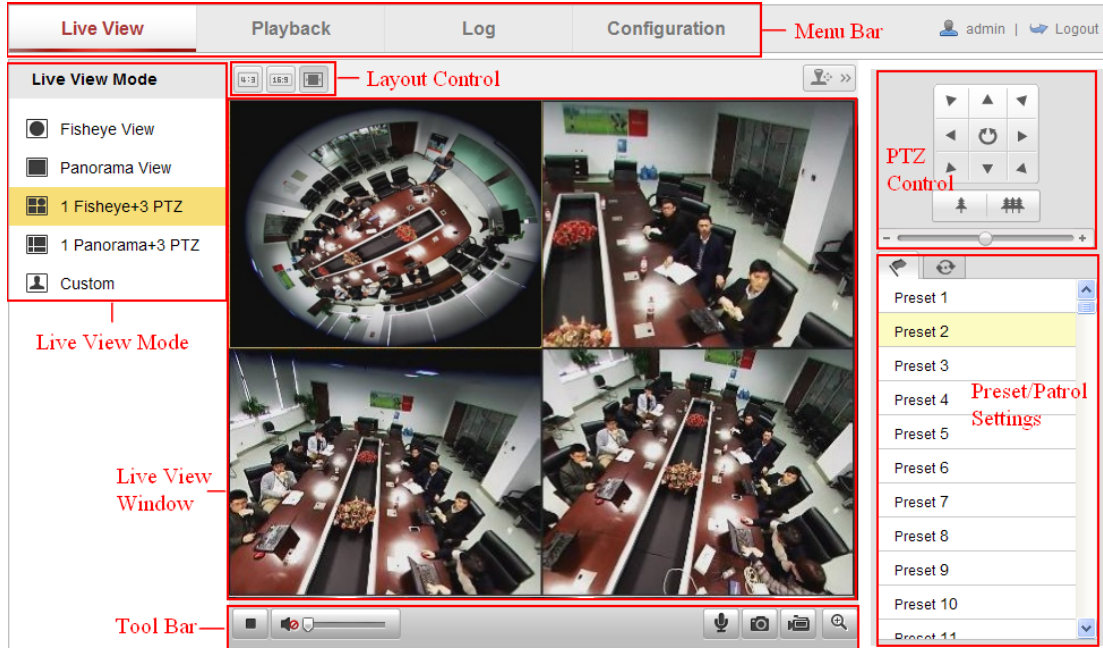 Live View
Playback
Log
Configuration
Menu Bar
admin | Logout
Live View Mode
4:3
16:9
Layout Control
Fisheye View
Panorama View
1 Fisheye+3 PTZ
1 Panorama+3 PTZ
Custom
Live View Mode
PTZ
Control
Preset 1
Preset 2
Preset 3
Preset 4
Preset/Patrol
Settings
Preset 5
Preset 6
Preset 7
Preset 8
Preset 9
Preset 10
Preset 11
Live View
Window
Tool Bar